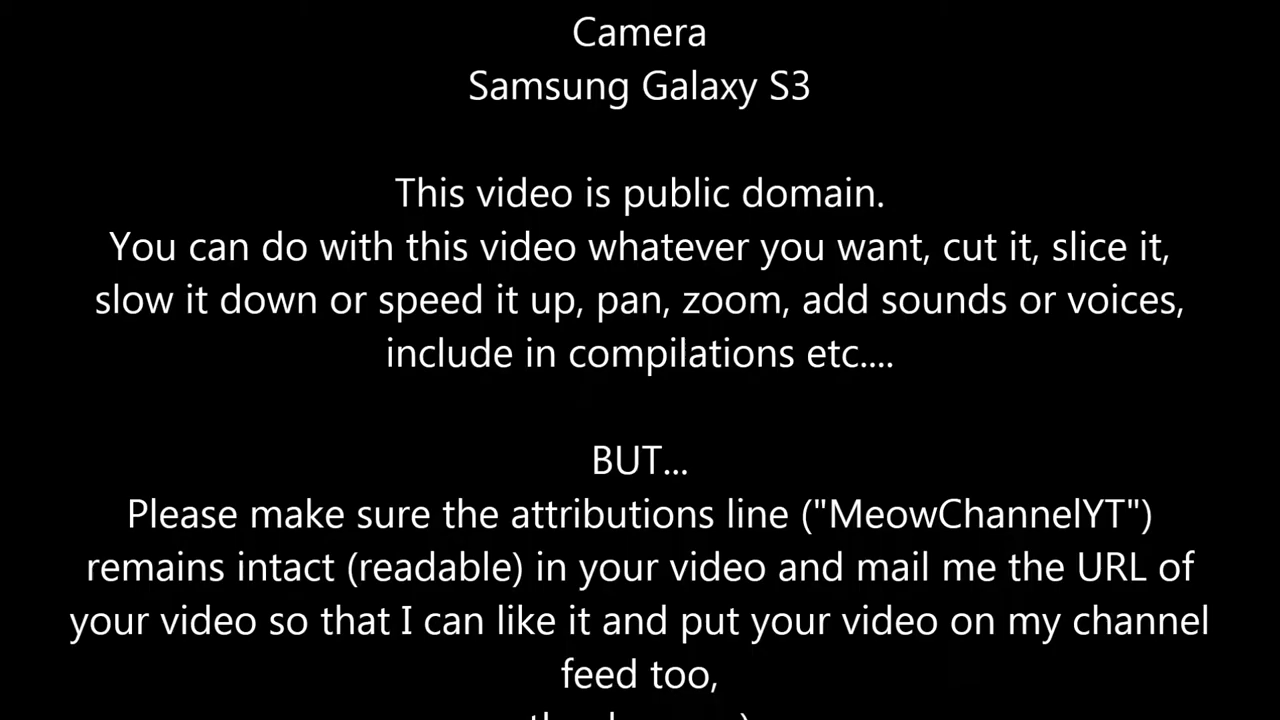 Camera
Samsung Galaxy S3
This video is public domain.
You can do with this video whatever you want, cut it, slice it,
slow it down or speed it up, pan, zoom, add sounds or voices,
include in compilations etc....
BUT...
Please make sure the attributions line ("MeowChannelYT")
remains intact (readable) in your video and mail me the URL of
your video so that I can like it and put your video on my channel
feed too,